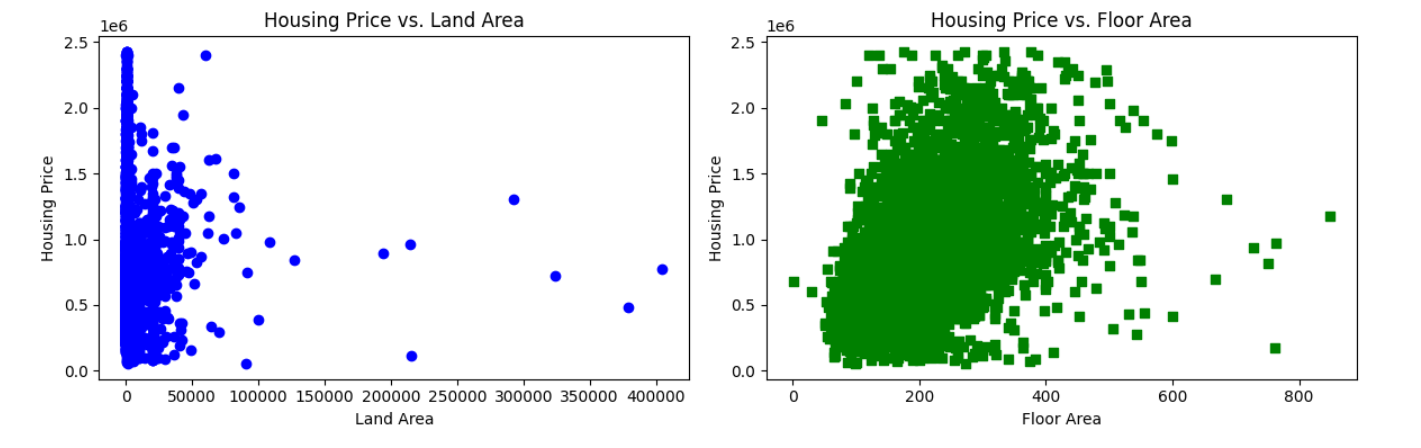 Housing Price vs. Land Area
1e6
2.5
2.0
1.5
1.0
0.5
0.0
Housing Price
0 50000 100000 150000 200000 250000 300000 350000 400000
Land Area
Housing Price vs. Floor Area
1e6
2.5
2.0
1.5
1.0
0.5
0.0
Housing Price
0 200 400 600 800
Floor Area